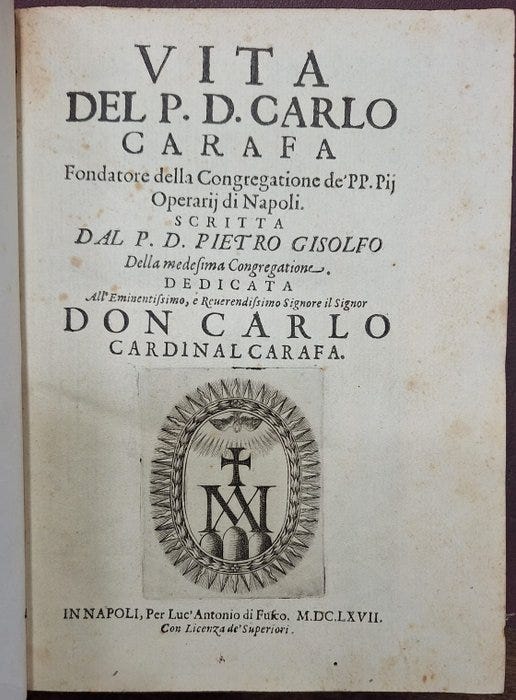 VITA
DEL P. D. CARLO
CARAFA
Fondatore della Congregatione de' PP. Pij
Operarij di Napoli.
SCRITTA
DAL P. D. PIETRO GISOLFO
Della medesima Congregatione.
DEDICATA
All'Eminentissimo, e Reuerendissimo Signore il Signor
DON CARLO
CARDINAL CARAFA.
MA
IN NAPOLI, Per Luc'Antonio di Fusco. M.DC.LXVII.
Con Licenza de' Superiori.